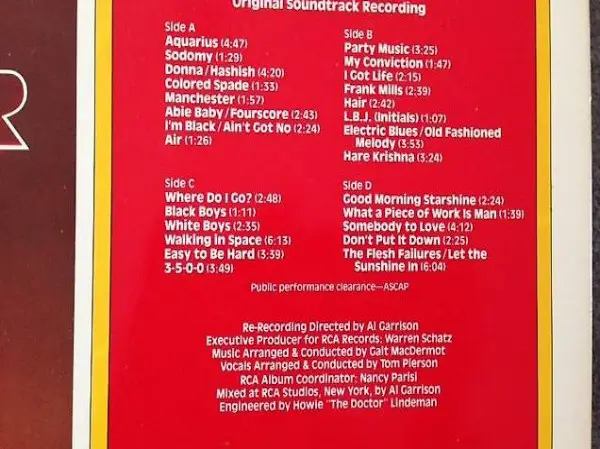 R
Original Soundtrack Recording
Side A
Aquarius (4:47)
Sodomy (1:29)
Donna/Hashish (4:20)
Colored Spade (1:33)
Manchester (1:57)
Abie Baby/Fourscore (2:43)
I'm Black/Ain't Got No (2:24)
Air (1:26)
Side B
Party Music (3:25)
My Conviction (1:47)
I Got Life (2:15)
Frank Mills (2:39)
Hair (2:42)
L.B.J. (Initials) (1:07)
Electric Blues/Old Fashioned
Melody (3:53)
Hare Krishna (3:24)
Side C
Where Do I Go? (2:48)
Black Boys (1:11)
White Boys (2:35)
Walking in Space (6:13)
Easy to Be Hard (3:39)
3-5-0-0 (3:49)
Side D
Good Morning Starshine (2:24)
What a Piece of Work Is Man (1:39)
Somebody to Love (4:12)
Don't Put It Down (2:25)
The Flesh Failures/Let the
Sunshine In (6:04)
Public performance clearance—ASCAP
Re-Recording Directed by Al Garrison
Executive Producer for RCA Records: Warren Schatz
Music Arranged & Conducted by Galt MacDermot
Vocals Arranged & Conducted by Tom Pierson
RCA Album Coordinator: Nancy Parisi
Mixed at RCA Studios, New York, by Al Garrison
Engineered by Howie "The Doctor" Lindeman